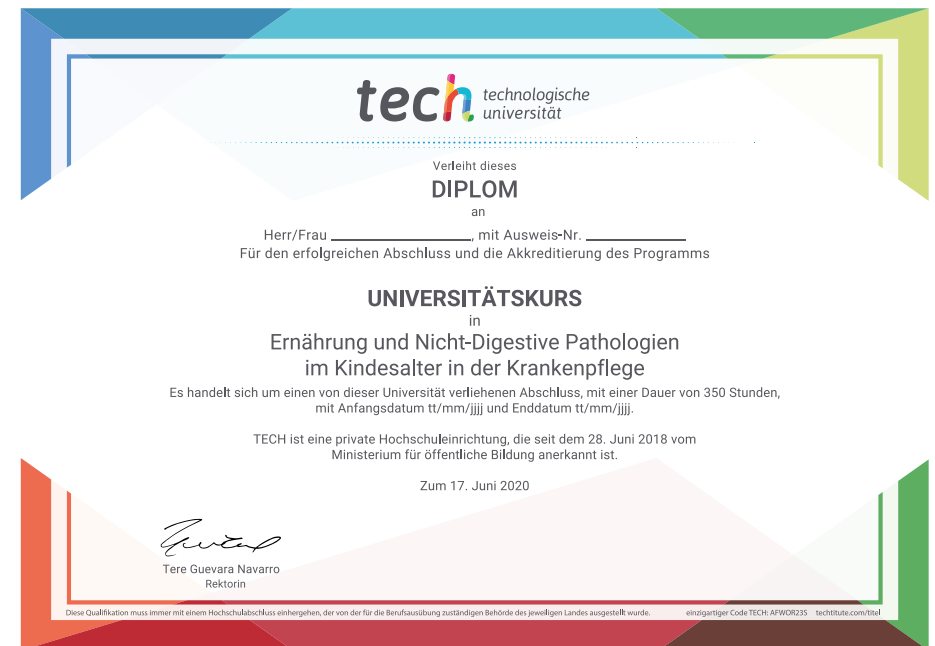 tech technologische
universität
Verleiht dieses
DIPLOM
an
Herr/Frau ____________________, mit Ausweis-Nr. ______________
Für den erfolgreichen Abschluss und die Akkreditierung des Programms
UNIVERSITÄTSKURS
in
Ernährung und Nicht-Digestive Pathologien
im Kindesalter in der Krankenpflege
Es handelt sich um einen von dieser Universität verliehenen Abschluss, mit einer Dauer von 350 Stunden,
mit Anfangsdatum tt/mm/jjjj und Enddatum tt/mm/jjjj.
TECH ist eine private Hochschuleinrichtung, die seit dem 28. Juni 2018 vom
Ministerium für öffentliche Bildung anerkannt ist.
Zum 17. Juni 2020
Tere Guevara Navarro
Rektorin
Diese Qualifikation muss immer mit einem Hochschulabschluss einhergehen, der von der für die Berufsausübung zuständigen Behörde des jeweiligen Landes ausgestellt wurde. einzigartiger Code TECH: AFWOR23S techtitute.com/titel